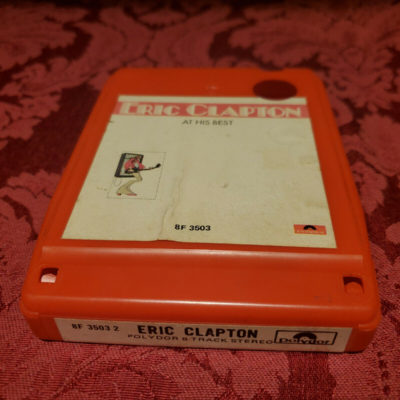 ERIC CLAPTON
AT HIS BEST
8F 3503
8F 3503 2
ERIC CLAPTON
POLYDOR 8-TRACK STEREO
polydor